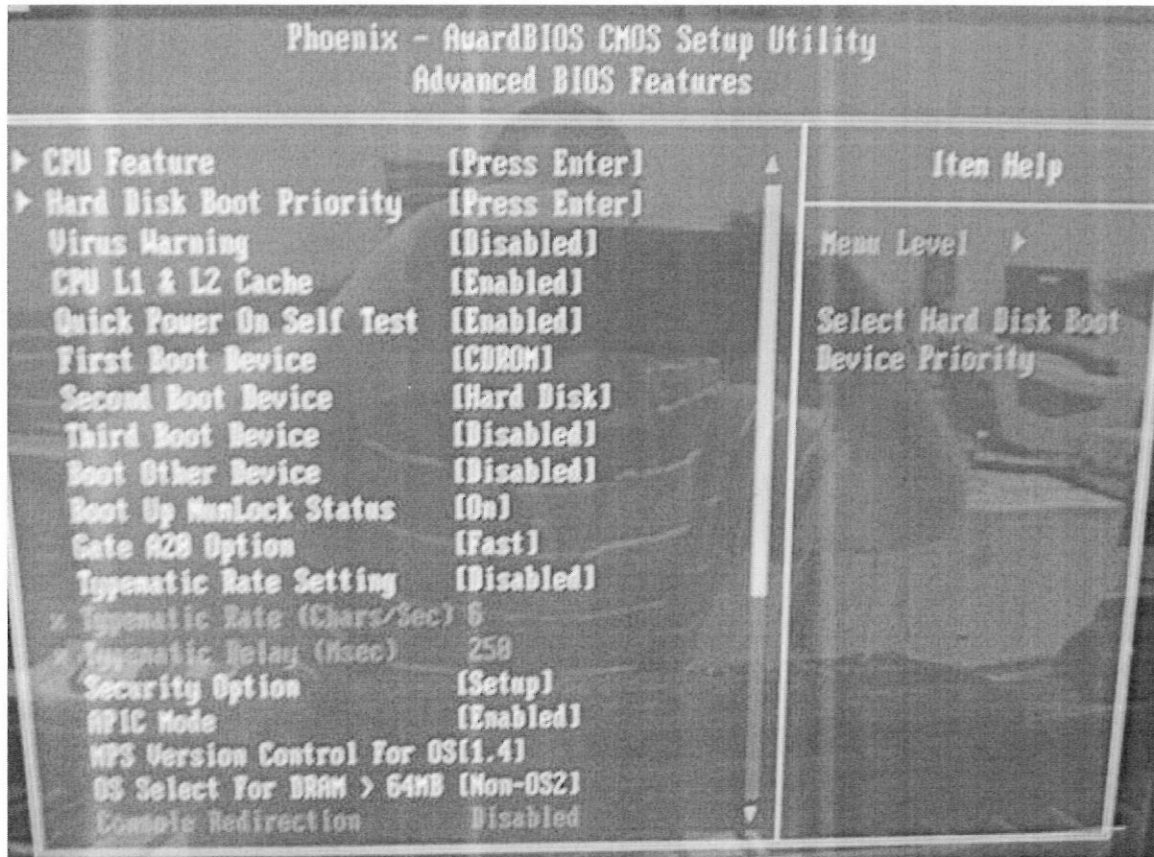 Phoenix - AwardBIOS CMOS Setup Utility
Advanced BIOS Features
CPU Feature [Press Enter]
Hard Disk Boot Priority [Press Enter]
Virus Warning [Disabled]
CPU L1 & L2 Cache [Enabled]
Quick Power On Self Test [Enabled]
First Boot Device [CDROM]
Second Boot Device [Hard Disk]
Third Boot Device [Disabled]
Boot Other Device [Disabled]
Boot Up NumLock Status [On]
Gate A20 Option [Fast]
Typematic Rate Setting [Disabled]
x Typematic Rate (Chars/Sec) 6
x Typematic Delay (Msec) 250
Security Option [Setup]
APIC Mode [Enabled]
MPS Version Control For OS[1.4]
OS Select For DRAM > 64MB [Non-OS2]
Console Redirection Disabled
Item Help
Menu Level
Select Hard Disk Boot
Device Priority